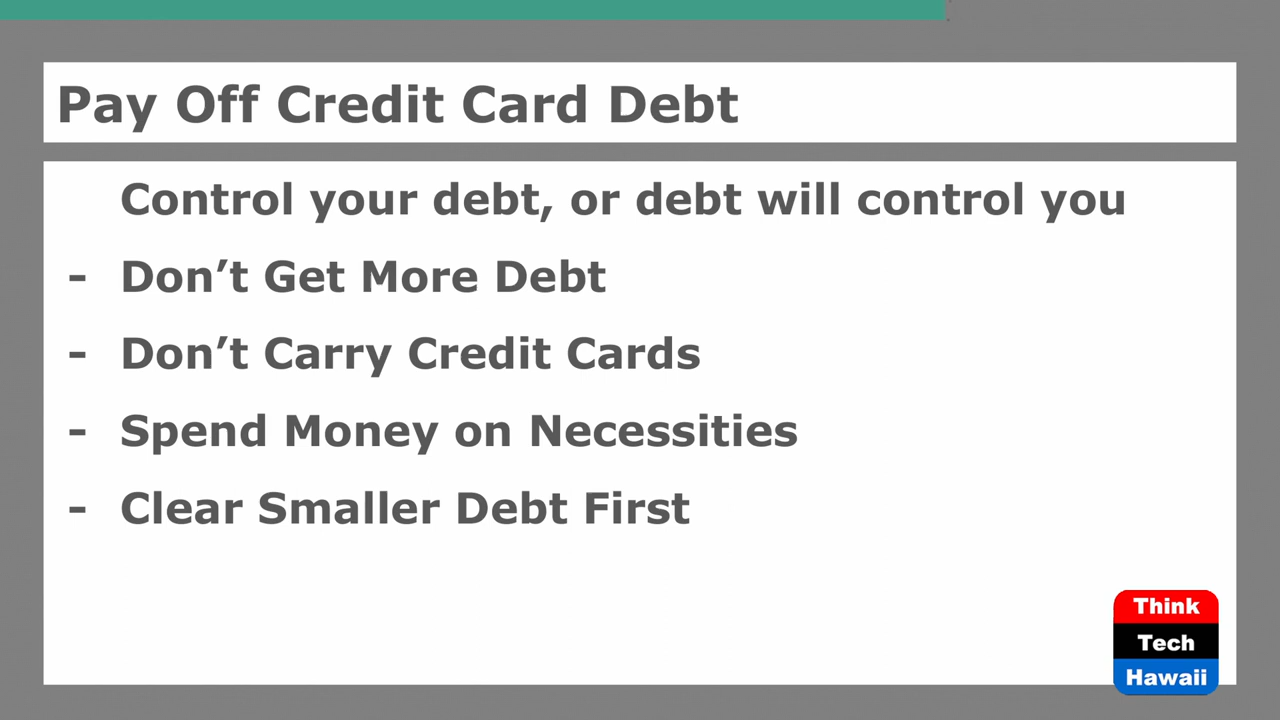 Pay Off Credit Card Debt
Control your debt, or debt will control you
- Don’t Get More Debt
- Don’t Carry Credit Cards
- Spend Money on Necessities
- Clear Smaller Debt First
Think
Tech
Hawaii